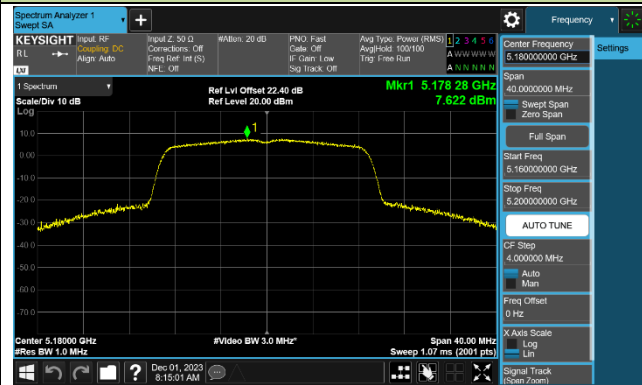 Spectrum Analyzer 1
Swept SA
Frequency
KEYSIGHT
RL
LXI
Input: RF
Coupling: DC
Align: Auto
Input Z: 50 Ω
Corrections: Off
Freq Ref: Int (S)
NFE: Off
#Atten: 20 dB
PNO: Fast
Gate: Off
IF Gain: Low
Sig Track: Off
Avg Type: Power (RMS)
Avg|Hold: 100/100
Trig: Free Run
1 2 3 4 5 6
A W W W W W
A N N N N N
1 Spectrum
Scale/Div 10 dB
Log
Ref Lvl Offset 22.40 dB
Ref Level 20.00 dBm
Mkr1 5.178 28 GHz
7.622 dBm
1
10.0
0.00
-10.0
-20.0
-30.0
-40.0
-50.0
-60.0
-70.0
Center 5.18000 GHz
#Res BW 1.0 MHz
#Video BW 3.0 MHz*
Span 40.00 MHz
Sweep 1.07 ms (2001 pts)
Dec 01, 2023
8:15:01 AM
Center Frequency
5.180000000 GHz
Span
40.0000000 MHz
Swept Span
Zero Span
Full Span
Start Freq
5.160000000 GHz
Stop Freq
5.200000000 GHz
AUTO TUNE
CF Step
4.000000 MHz
Auto
Man
Freq Offset
0 Hz
X Axis Scale
Log
Lin
Signal Track
(Span Zoom)
Settings